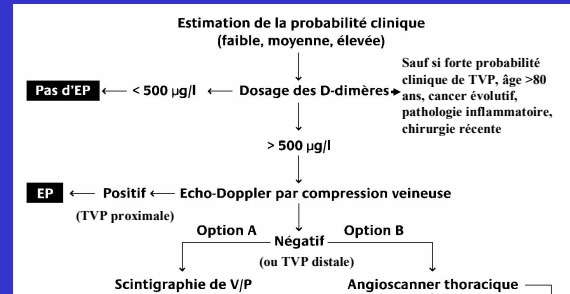 Estimation de la probabilité clinique
(faible, moyenne, élevée)
Sauf si forte probabilité
clinique de TVP, âge >80
ans, cancer évolutif,
pathologie inflammatoire,
chirurgie récente
Pas d'EP
< 500 µg/l
Dosage des D-dimères
> 500 µg/l
EP
Positif
Echo-Doppler par compression veineuse
(TVP proximale)
Option A
Négatif
Option B
(ou TVP distale)
Scintigraphie de V/P
Angioscanner thoracique